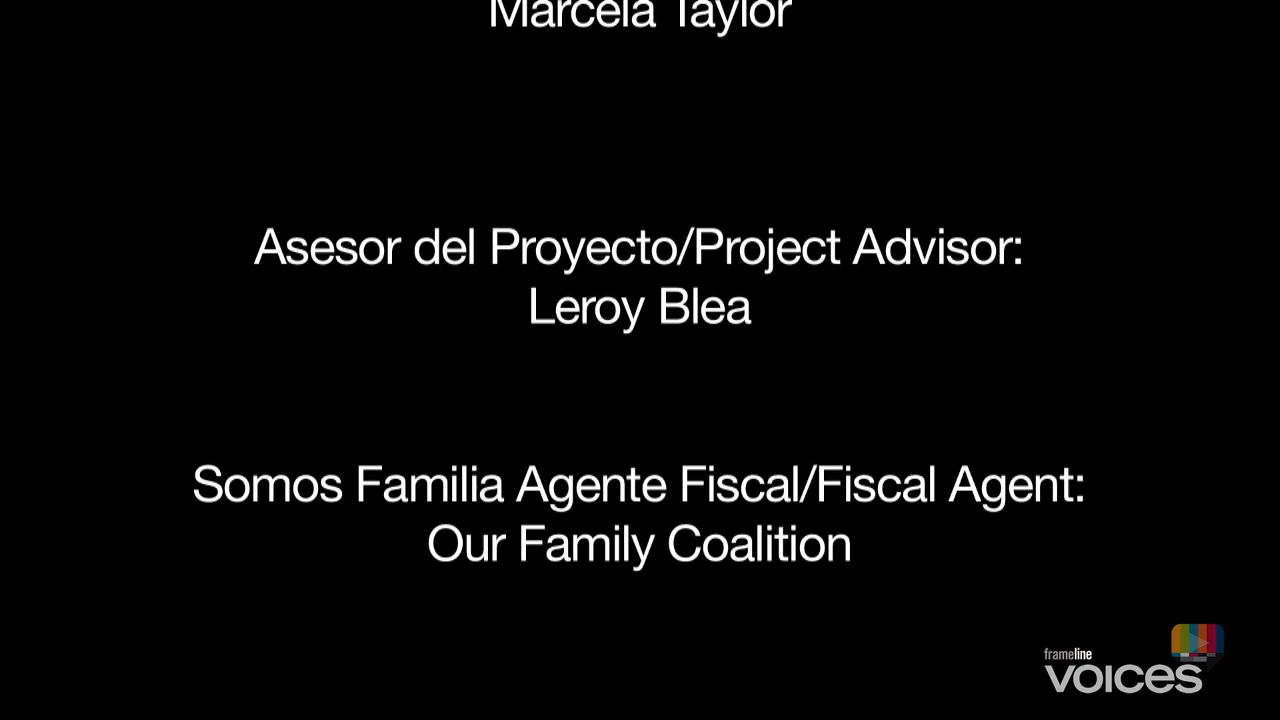 Marcela Taylor
Asesor del Proyecto/Project Advisor:
Leroy Blea
Somos Familia Agente Fiscal/Fiscal Agent:
Our Family Coalition
frameline
VOICES